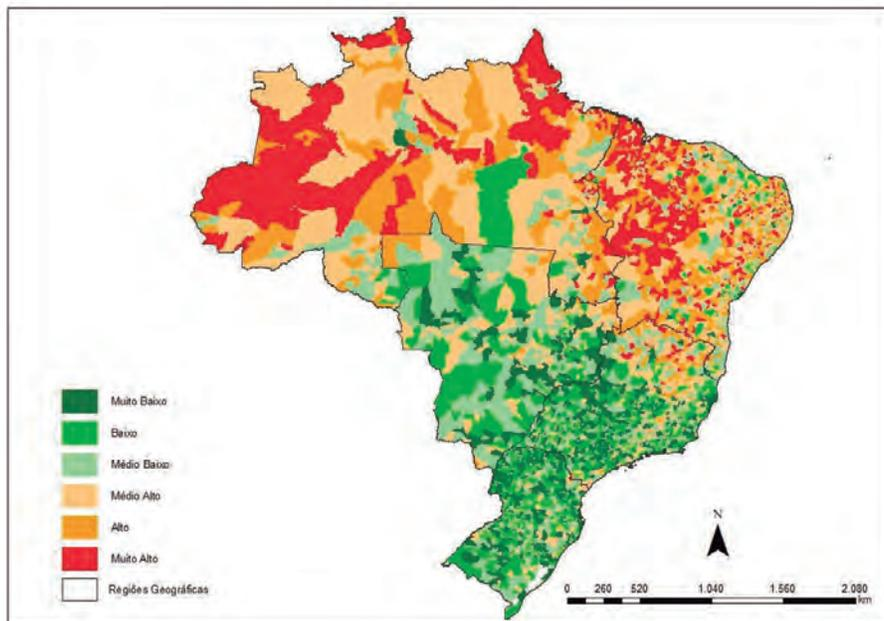 Muito Baixo
Baixo
Médio Baixo
Médio Alto
Alto
Muito Alto
Regiões Geográficas
N
0 260 520 1.040 1.560 2.080
km